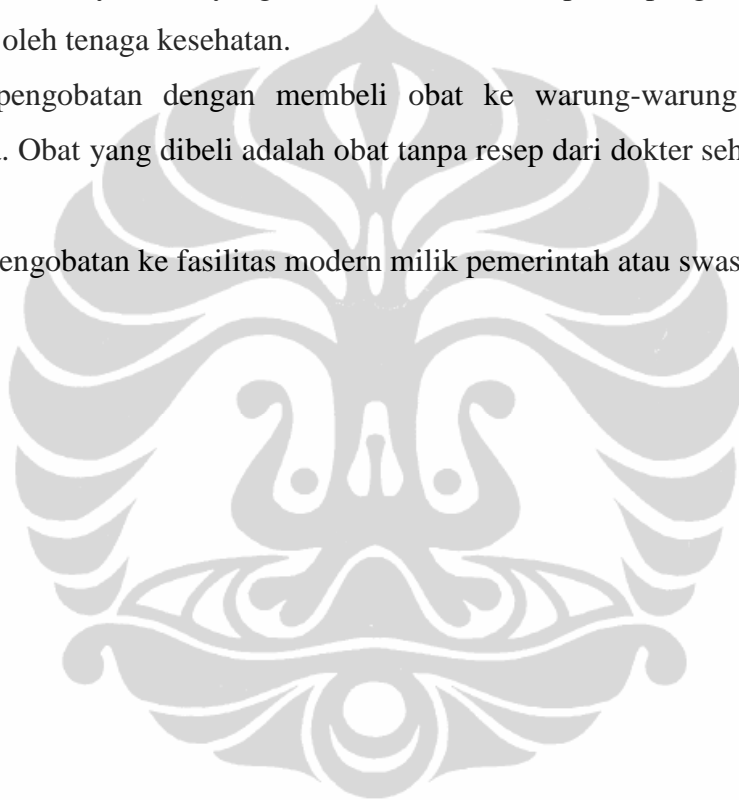 oleh tenaga kesehatan.
pengobatan dengan membeli obat ke warung-warung
. Obat yang dibeli adalah obat tanpa resep dari dokter seh
engobatan ke fasilitas modern milik pemerintah atau swas